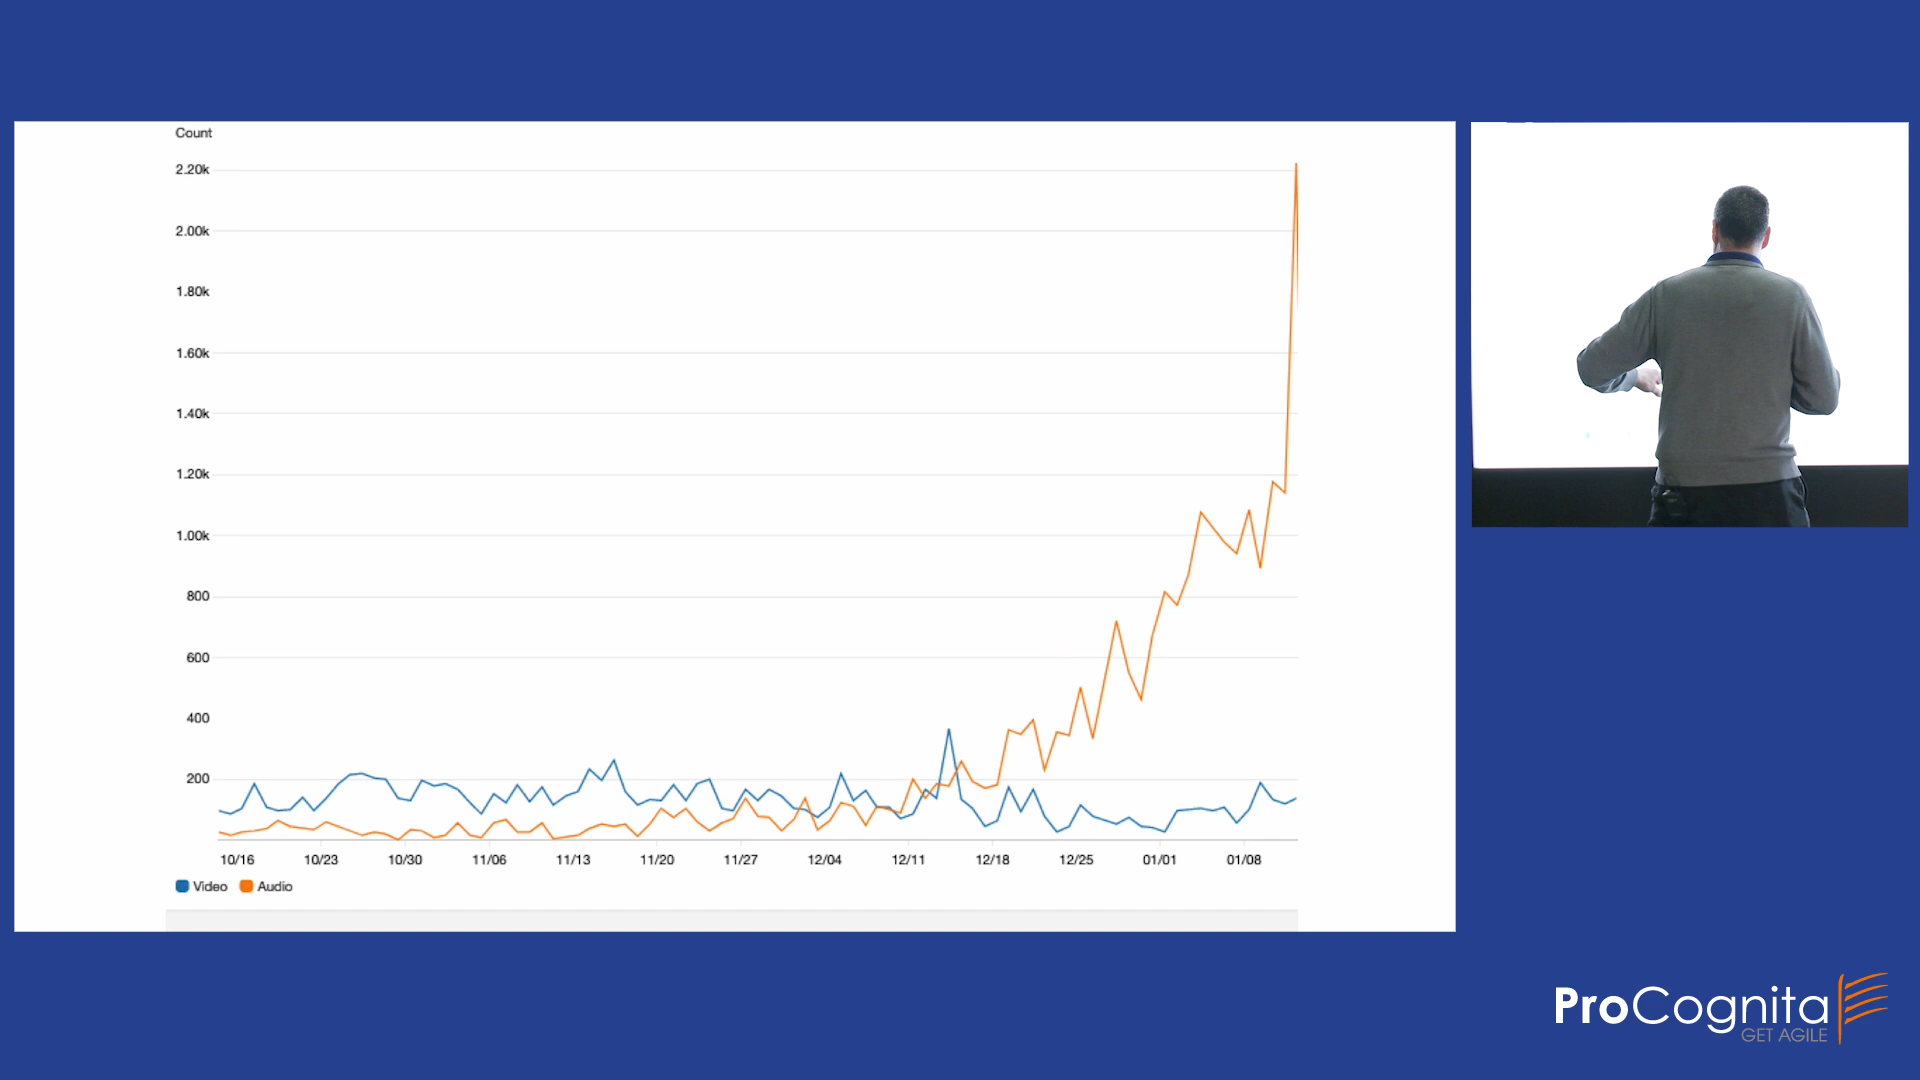 Count
2.20k
2.00k
1.80k
1.60k
1.40k
1.20k
1.00k
800
600
400
200
10/16 10/23 10/30 11/06 11/13 11/20 11/27 12/04 12/11 12/18 12/25 01/01 01/08
Video Audio
ProCognita
GET AGILE